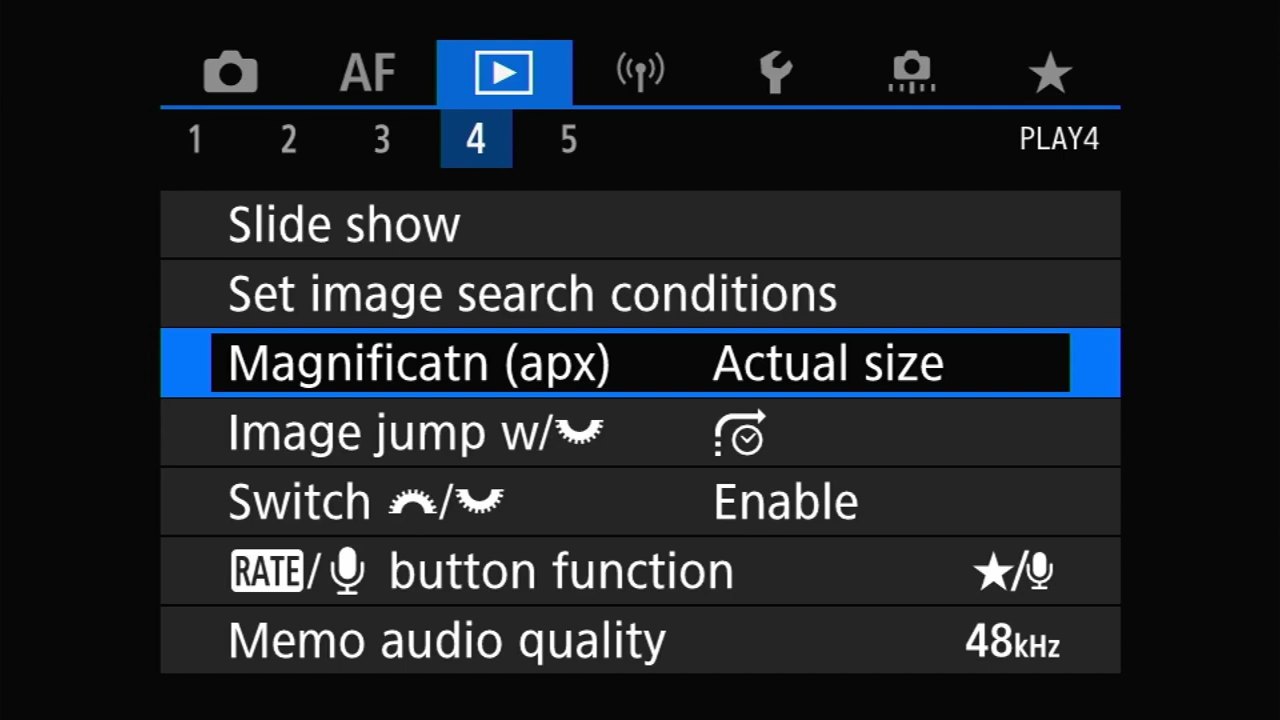 AF
1 2 3 4 5 PLAY4
Slide show
Set image search conditions
Magnificatn (apx) Actual size
Image jump w/
Switch / Enable
RATE/ button function ★/
Memo audio quality 48kHz